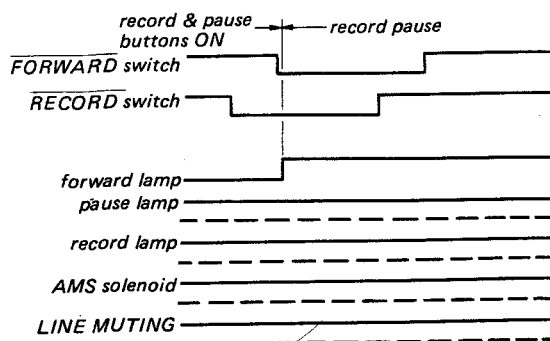 record & pause
buttons ON
record pause
FORWARD switch
RECORD switch
forward lamp
pause lamp
record lamp
AMS solenoid
LINE MUTING